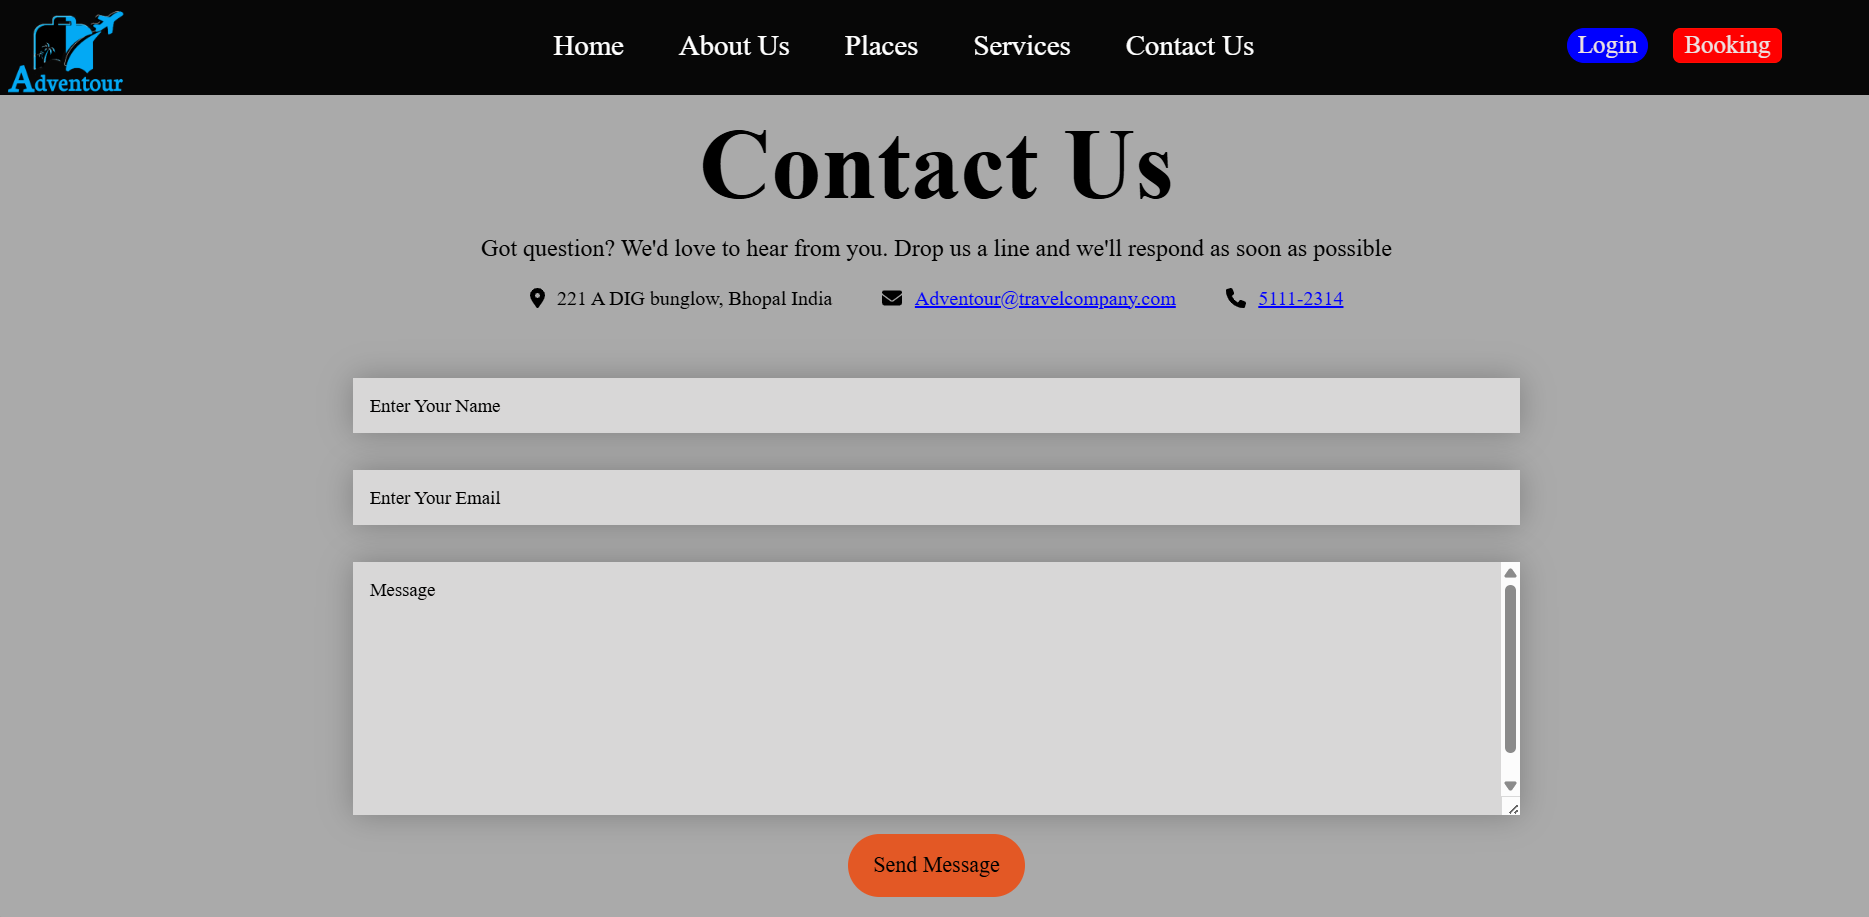 Adventour
Home About Us Places Services Contact Us Login Booking
Contact Us
Got question? We'd love to hear from you. Drop us a line and we'll respond as soon as possible
221 A DIG bunglow, Bhopal India Adventour@travelcompany.com 5111-2314
Enter Your Name
Enter Your Email
Message
Send Message